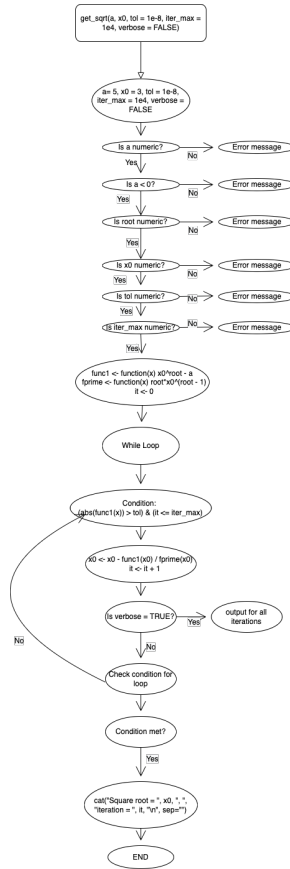 get_sqrt(a, x0, tol = 1e-8, iter_max =
1e4, verbose = FALSE)
a= 5, x0 = 3, tol = 1e-8,
iter_max = 1e4, verbose =
FALSE
Is a numeric?
No
Error message
Yes
Is a < 0?
No
Error message
Yes
Is root numeric?
No
Error message
Yes
Is x0 numeric?
No
Error message
Yes
Is tol numeric?
No
Error message
Yes
Is iter_max numeric?
No
Error message
Yes
func1 <- function(x) x0^root - a
fprime <- function(x) root*x0^(root - 1)
it <- 0
While Loop
Condition:
(abs(func1(x)) > tol) & (it <= iter_max)
x0 <- x0 - func1(x0) / fprime(x0)
it <- it + 1
Is verbose = TRUE?
Yes
output for all
iterations
No
No
Check condition for
loop
Condition met?
Yes
cat("Square root = ", x0, ", ",
"iteration = ", it, "\n", sep="")
END